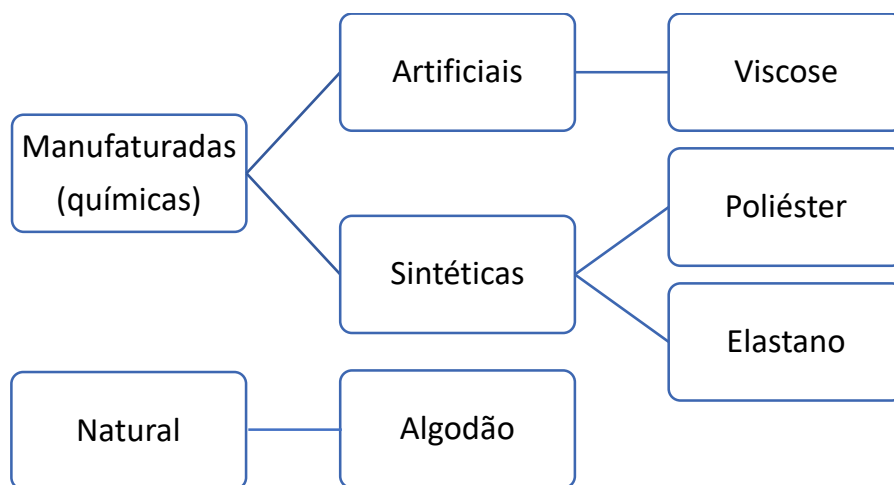 Manufaturadas
(químicas)
Artificiais
Viscose
Sintéticas
Poliéster
Elastano
Natural
Algodão